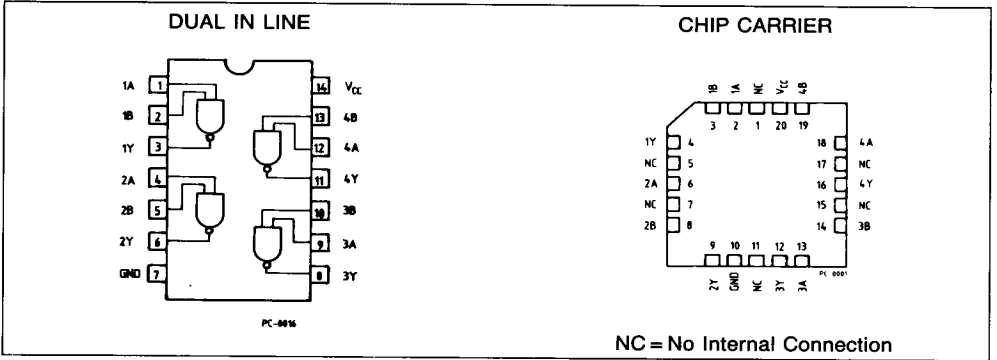 DUAL IN LINE
1A 1
1B 2
1Y 3
2A 4
2B 5
2Y 6
GND 7
14 VCC
13 4B
12 4A
11 4Y
10 3B
9 3A
8 3Y
PC-0016
CHIP CARRIER
1B 1A NC VCC 4B
3 2 1 20 19
1Y 4
NC 5
2A 6
NC 7
2B 8
18 4A
17 NC
16 4Y
15 NC
14 3B
9 10 11 12 13
2Y GND NC 3Y 3A
PC 0001
NC = No Internal Connection